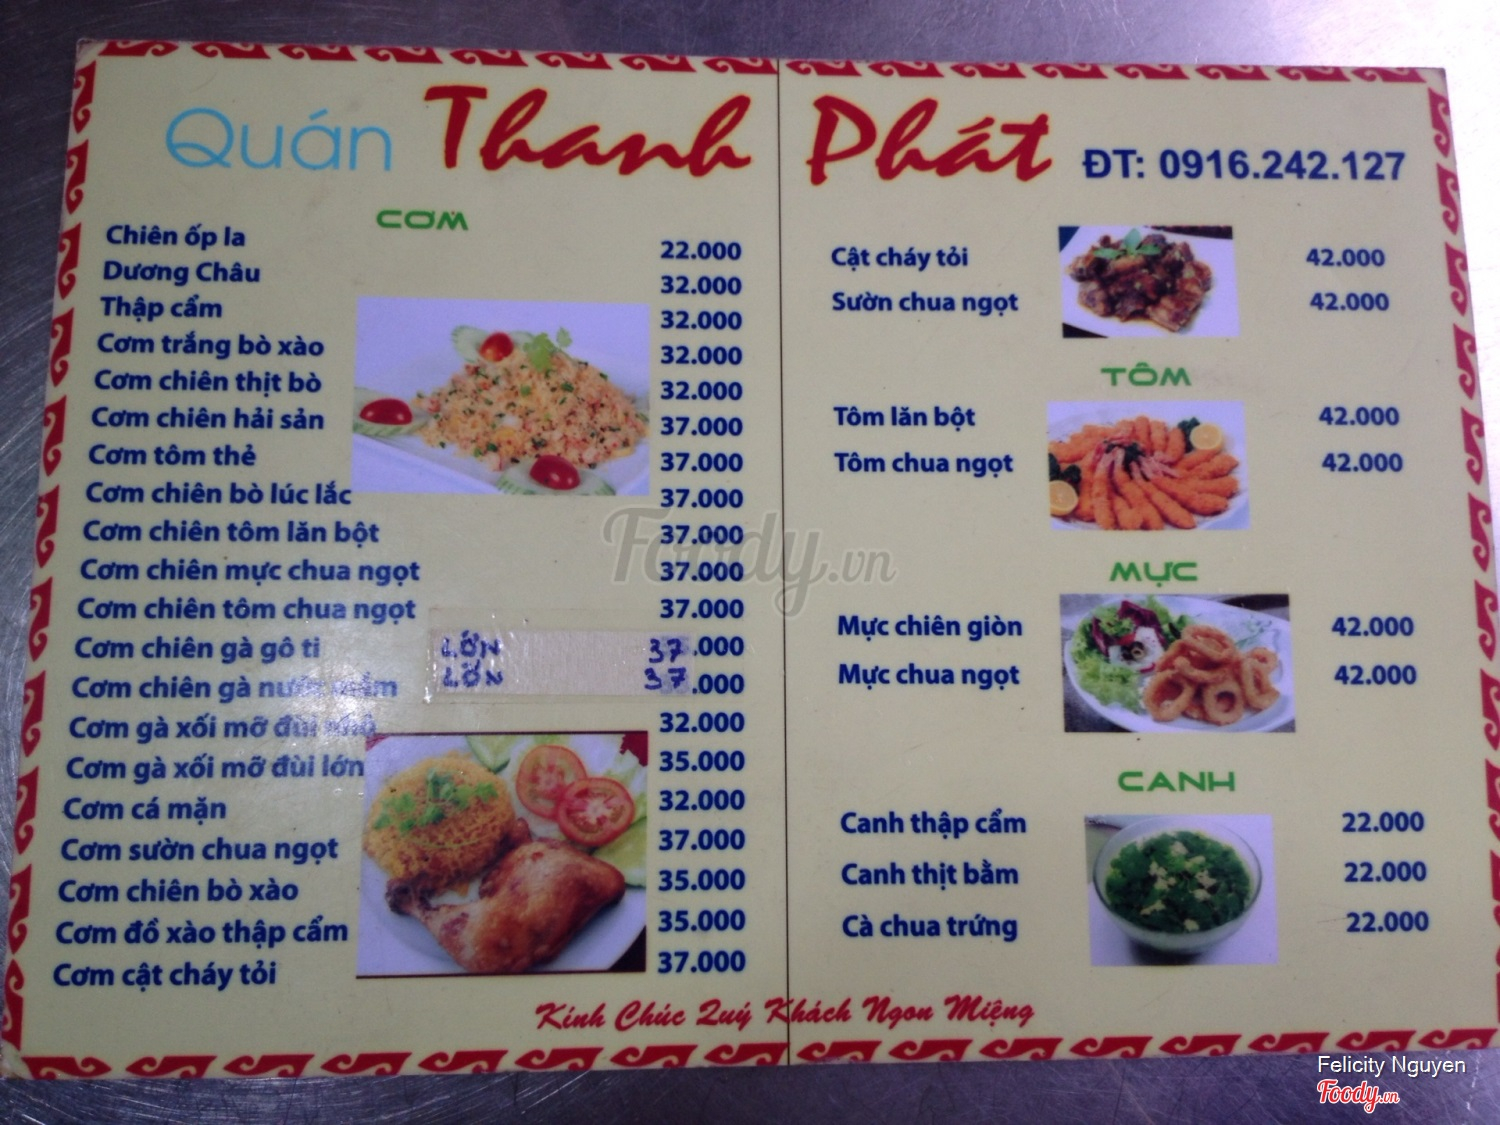 Quán Thanh Phát ĐT: 0916.242.127
CƠM
Chiên ốp la 22.000
Dương Châu 32.000
Thập cẩm 32.000
Cơm trắng bò xào 32.000
Cơm chiên thịt bò 32.000
Cơm chiên hải sản 37.000
Cơm tôm thẻ 37.000
Cơm chiên bò lúc lắc 37.000
Cơm chiên tôm lăn bột 37.000
Cơm chiên mực chua ngọt 37.000
Cơm chiên tôm chua ngọt 37.000
Cơm chiên gà gô ti LỚN 37.000
Cơm chiên gà nước mắm LỚN 37.000
Cơm gà xối mỡ đùi nhỏ 32.000
Cơm gà xối mỡ đùi lớn 35.000
Cơm cá mặn 32.000
Cơm sườn chua ngọt 37.000
Cơm chiên bò xào 35.000
Cơm đồ xào thập cẩm 35.000
Cơm cật cháy tỏi 37.000
Cật cháy tỏi 42.000
Sườn chua ngọt 42.000
TÔM
Tôm lăn bột 42.000
Tôm chua ngọt 42.000
MỰC
Mực chiên giòn 42.000
Mực chua ngọt 42.000
CANH
Canh thập cẩm 22.000
Canh thịt bằm 22.000
Cà chua trứng 22.000
Kính Chúc Quý Khách Ngon Miệng
Foody.vn
Felicity Nguyen
Foody.vn